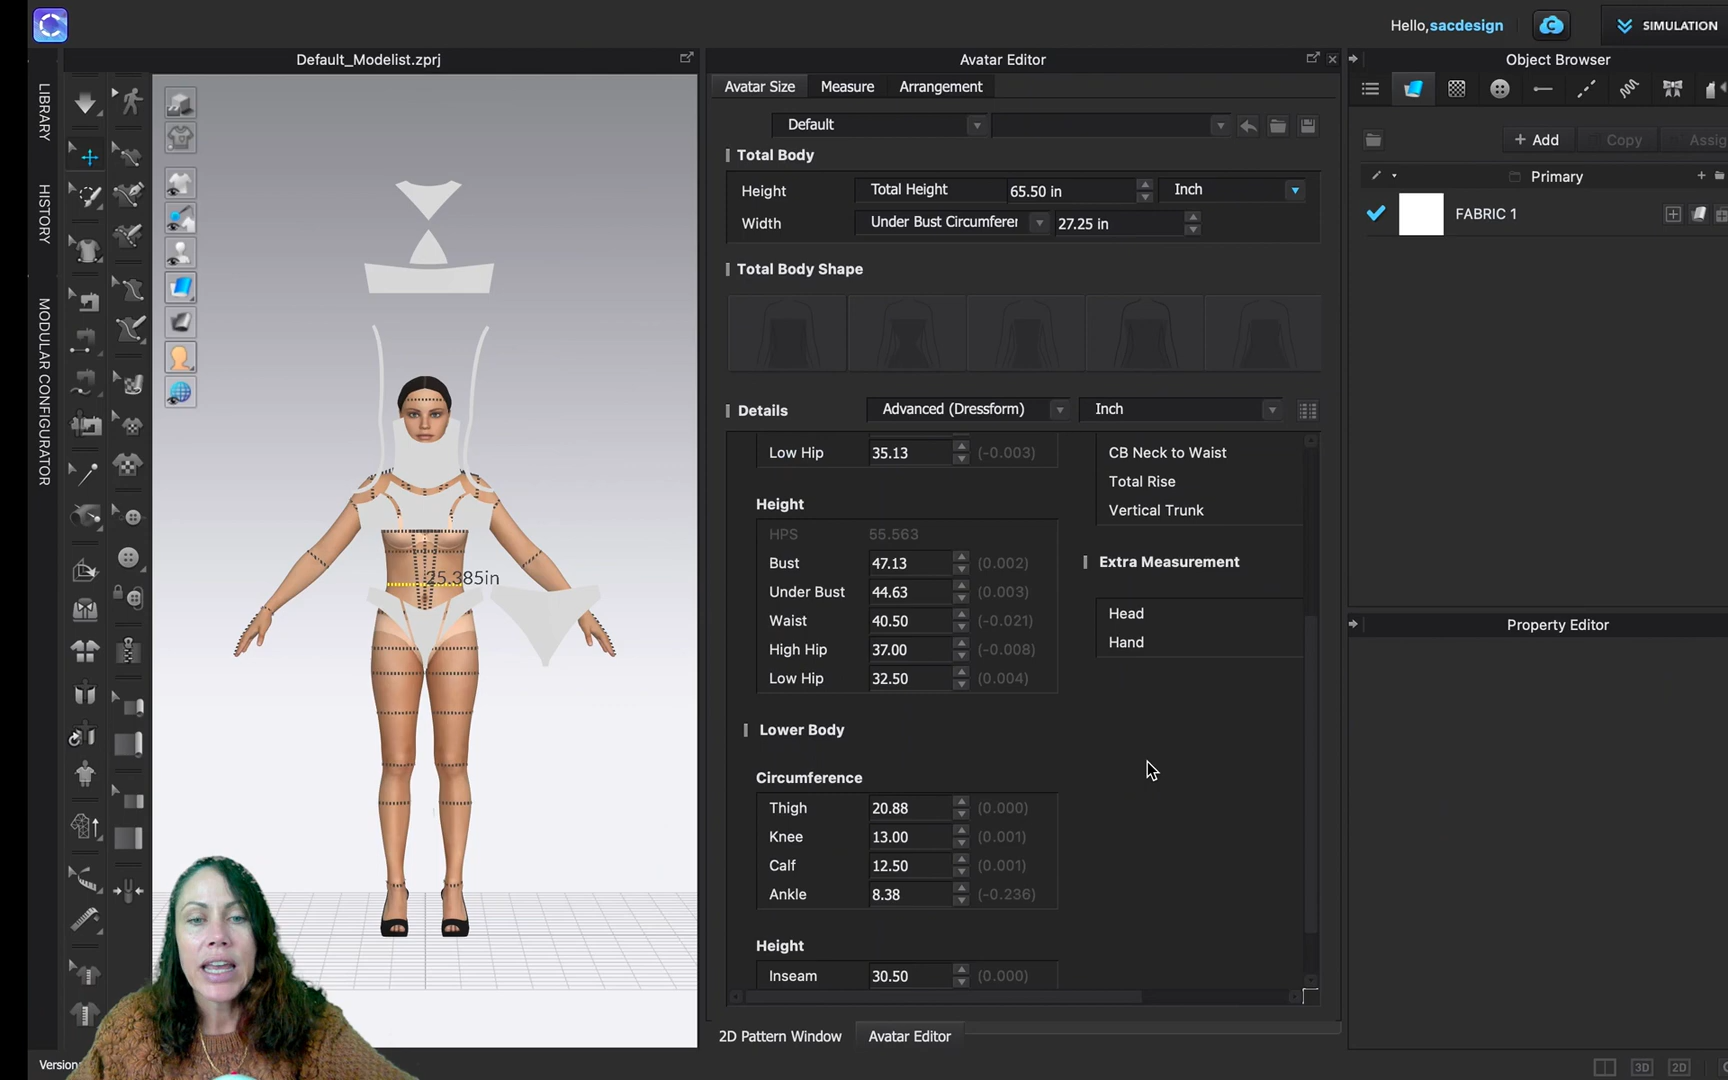 Hello,sacdesign
SIMULATION
Default_Modelist.zprj
Avatar Editor
Object Browser
LIBRARY
HISTORY
MODULAR CONFIGURATOR
Avatar Size
Measure
Arrangement
Default
Total Body
Height
Total Height
65.50 in
Inch
Width
Under Bust Circumferer
27.25 in
Total Body Shape
Details
Advanced (Dressform)
Inch
Low Hip
35.13
(-0.003)
CB Neck to Waist
Total Rise
Vertical Trunk
Height
HPS
55.563
Bust
47.13
(0.002)
Under Bust
44.63
(0.003)
Waist
40.50
(-0.021)
High Hip
37.00
(-0.008)
Low Hip
32.50
(0.004)
Extra Measurement
Head
Hand
25.385in
Lower Body
Circumference
Thigh
20.88
(0.000)
Knee
13.00
(0.001)
Calf
12.50
(0.001)
Ankle
8.38
(-0.236)
Height
Inseam
30.50
(0.000)
2D Pattern Window
Avatar Editor
+ Add
Copy
Assig
Primary
FABRIC 1
Property Editor
Version
3D
2D